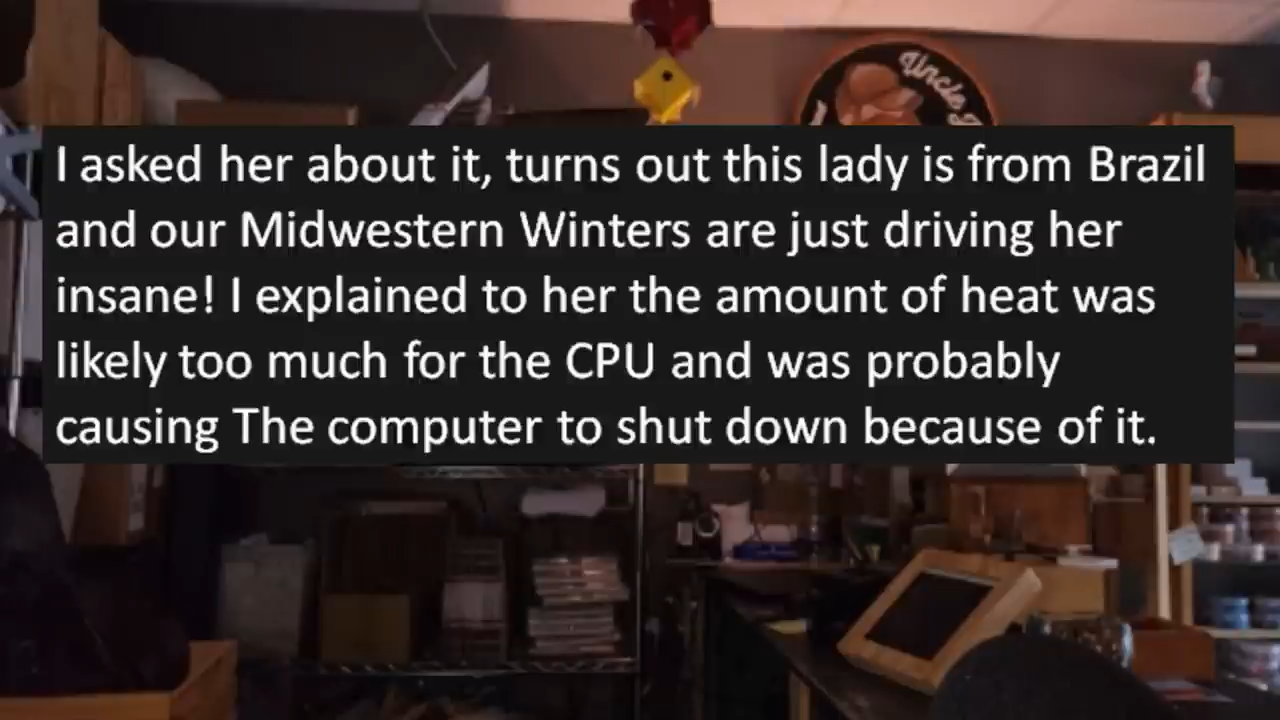 Uncle
I asked her about it, turns out this lady is from Brazil
and our Midwestern Winters are just driving her
insane! I explained to her the amount of heat was
likely too much for the CPU and was probably
causing The computer to shut down because of it.